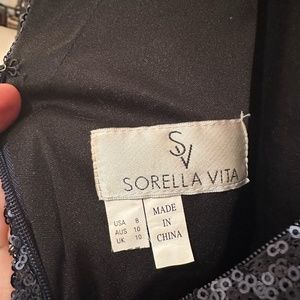 SV
SORELLA VITA
USA 8
AUS 10
UK 10
MADE
IN
CHINA